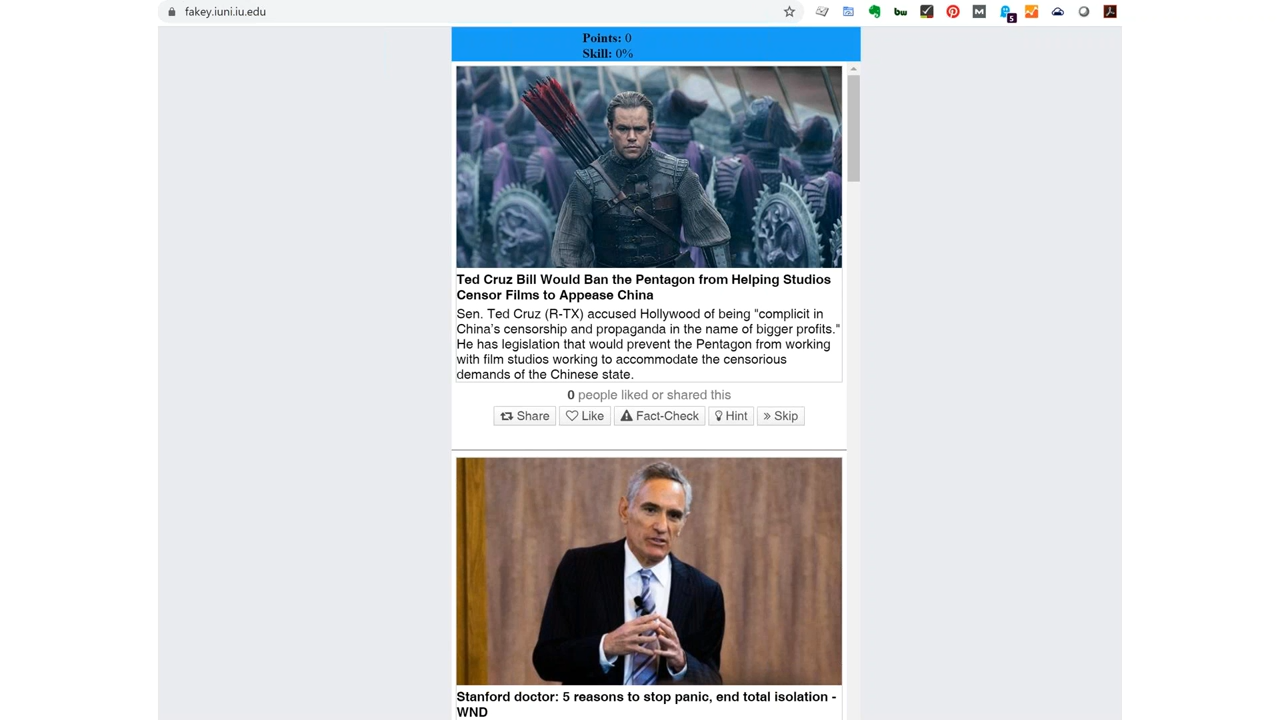 fakey.iuni.iu.edu
bw
M
5
Points: 0
Skill: 0%
Ted Cruz Bill Would Ban the Pentagon from Helping Studios
Censor Films to Appease China
Sen. Ted Cruz (R-TX) accused Hollywood of being "complicit in
China's censorship and propaganda in the name of bigger profits."
He has legislation that would prevent the Pentagon from working
with film studios working to accommodate the censorious
demands of the Chinese state.
0 people liked or shared this
Share Like Fact-Check Hint Skip
Stanford doctor: 5 reasons to stop panic, end total isolation -
WND